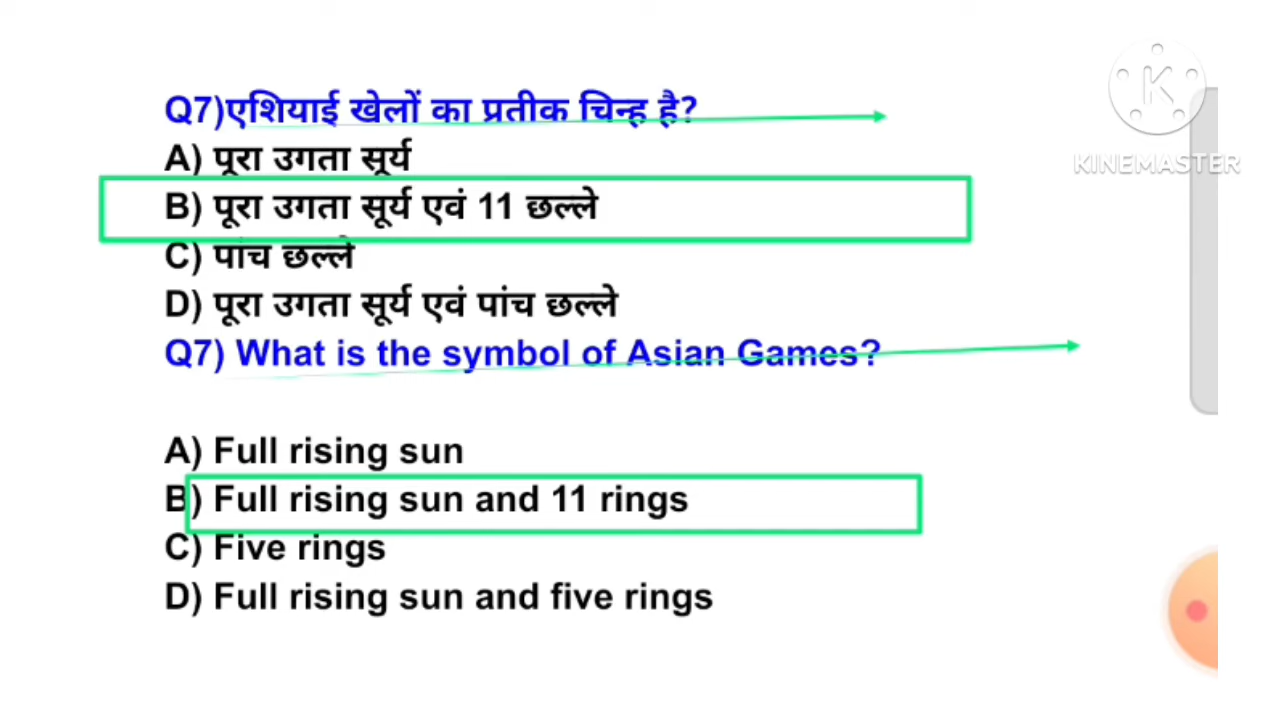 Q7)एशियाई खेलों का प्रतीक चिन्ह है?
A) पूरा उगता सूर्य
B) पूरा उगता सूर्य एवं 11 छल्ले
C) पांच छल्ले
D) पूरा उगता सूर्य एवं पांच छल्ले
Q7) What is the symbol of Asian Games?
A) Full rising sun
B) Full rising sun and 11 rings
C) Five rings
D) Full rising sun and five rings
K
KINEMASTER